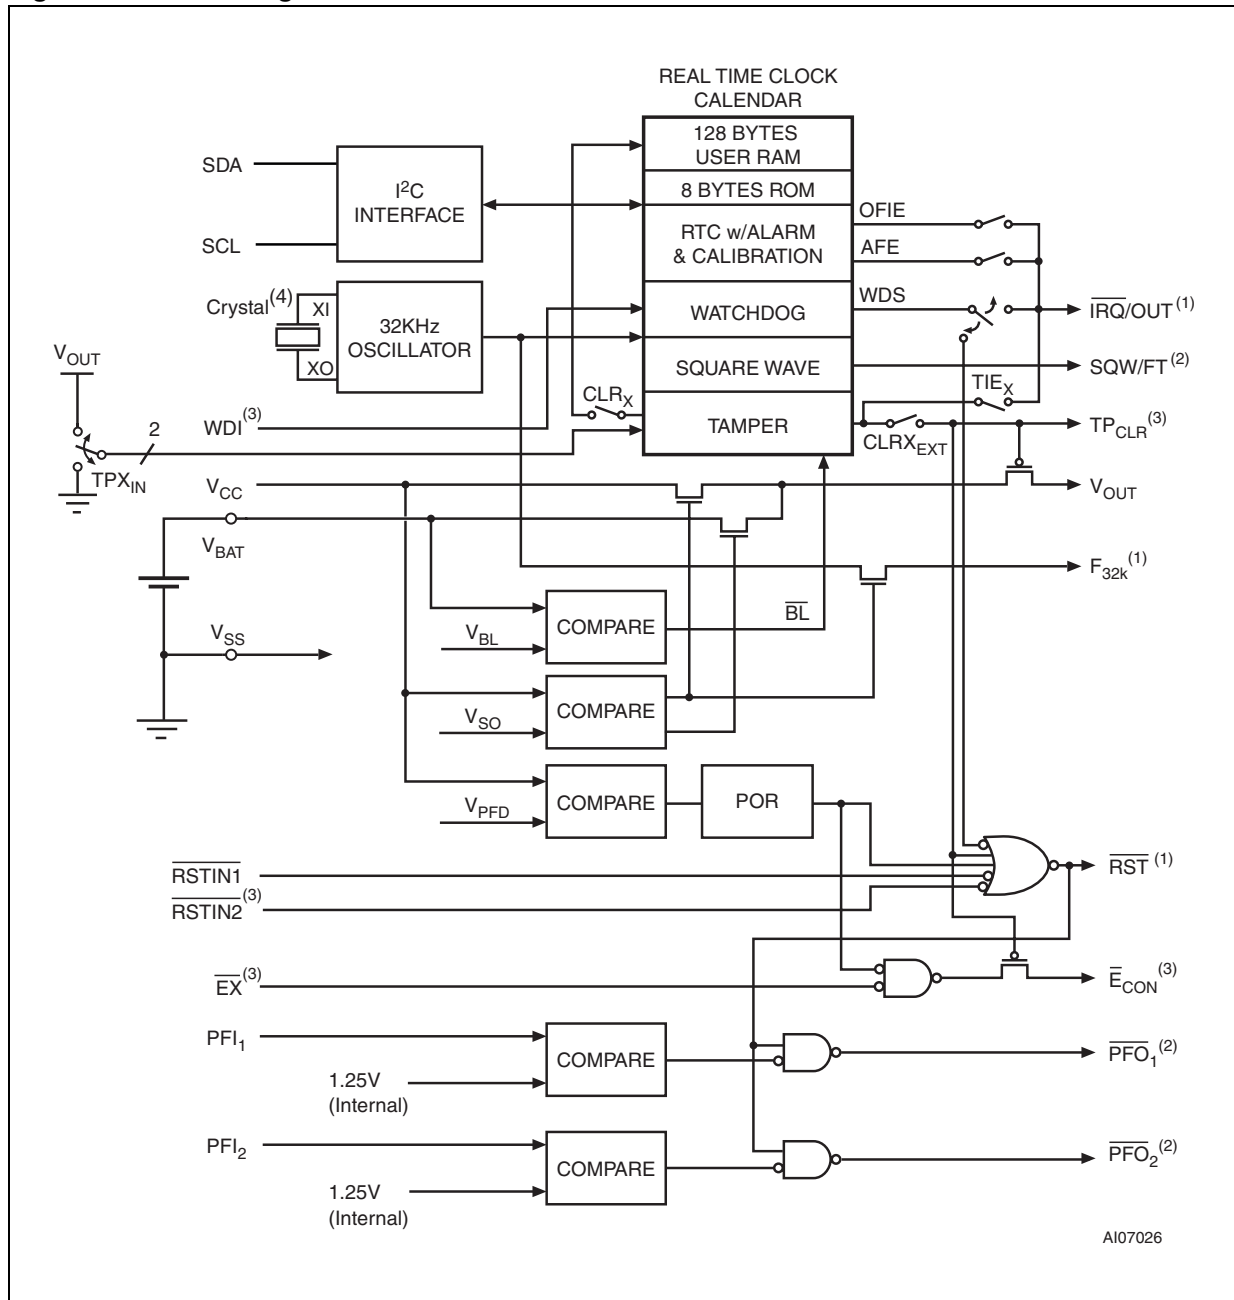 REAL TIME CLOCK
CALENDAR
128 BYTES
USER RAM
8 BYTES ROM
RTC w/ALARM
& CALIBRATION
WATCHDOG
SQUARE WAVE
TAMPER
SDA
SCL
I²C
INTERFACE
Crystal(4)
XI
XO
32KHz
OSCILLATOR
VOUT
TPXIN
2
WDI(3)
CLRX
OFIE
AFE
WDS
TIEX
CLRXEXT
IRQ/OUT(1)
SQW/FT(2)
TPCLR(3)
VOUT
F32k(1)
VCC
VBAT
VSS
COMPARE
VBL
BL
COMPARE
VSO
COMPARE
VPFD
POR
RSTIN1
RSTIN2(3)
RST(1)
EX(3)
ECON(3)
PFI1
COMPARE
1.25V
(Internal)
PFO1(2)
PFI2
COMPARE
1.25V
(Internal)
PFO2(2)
AI07026